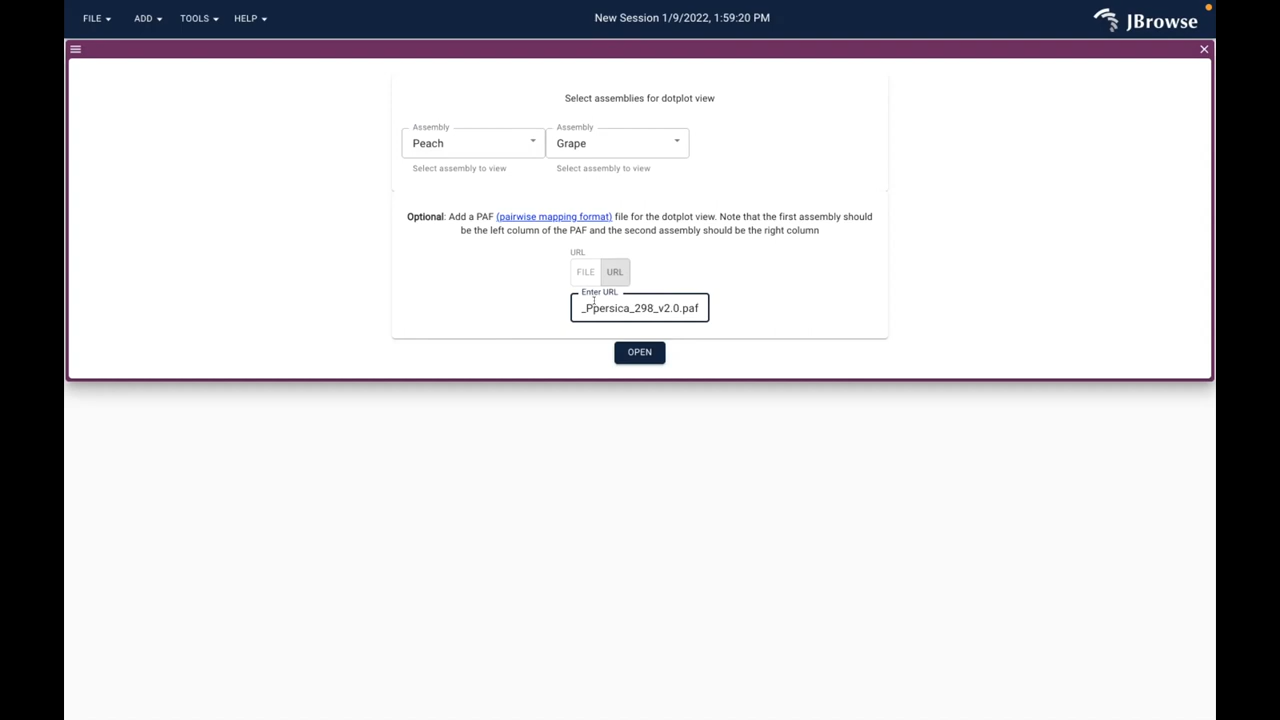 FILE ADD TOOLS HELP New Session 1/9/2022, 1:59:20 PM JBrowse
Select assemblies for dotplot view
Assembly Assembly
Peach Grape
Select assembly to view Select assembly to view
Optional: Add a PAF (pairwise mapping format) file for the dotplot view. Note that the first assembly should
be the left column of the PAF and the second assembly should be the right column
URL
FILE URL
Enter URL
_Ppersica_298_v2.0.paf
OPEN